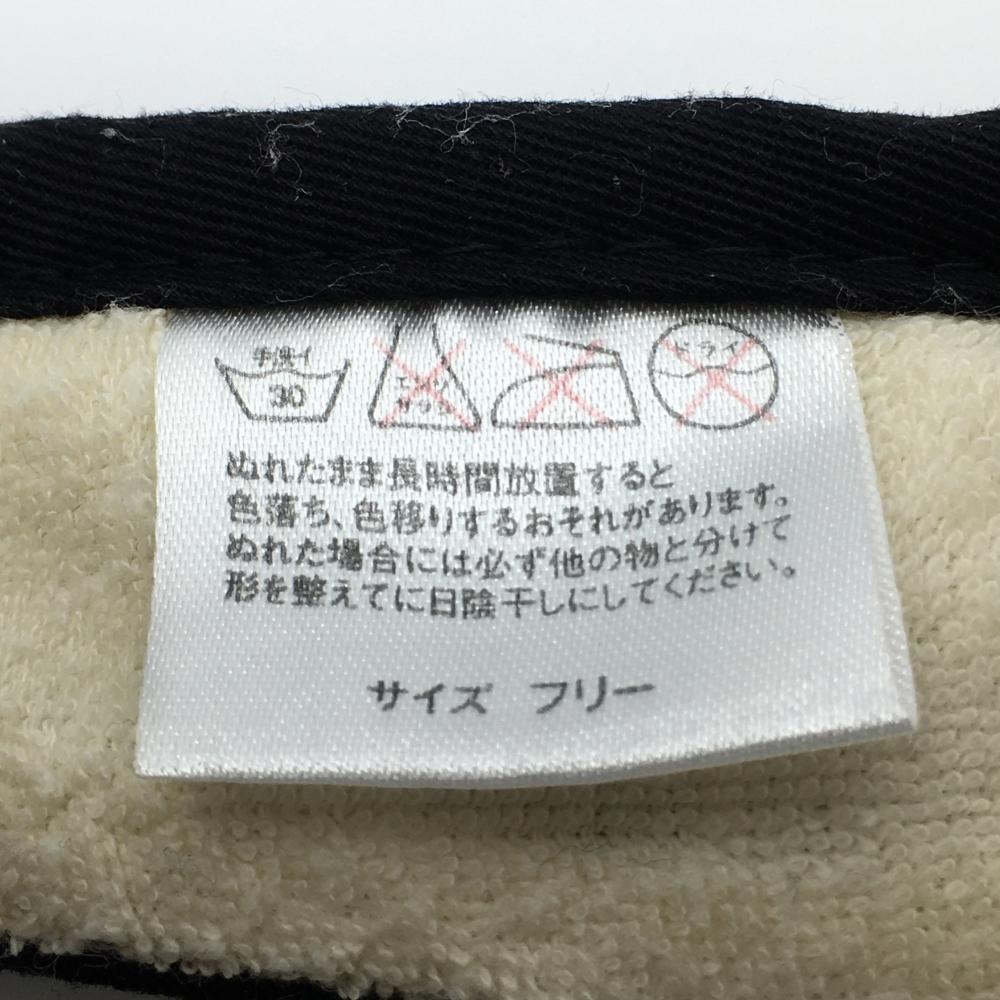 手洗イ
30
エンソ
サラシ
ドライ
ぬれたまま長時間放置すると
色落ち、色移りするおそれがあります。
ぬれた場合には必ず他の物と分けて
形を整えてに日陰干しにしてください。
サイズ フリー